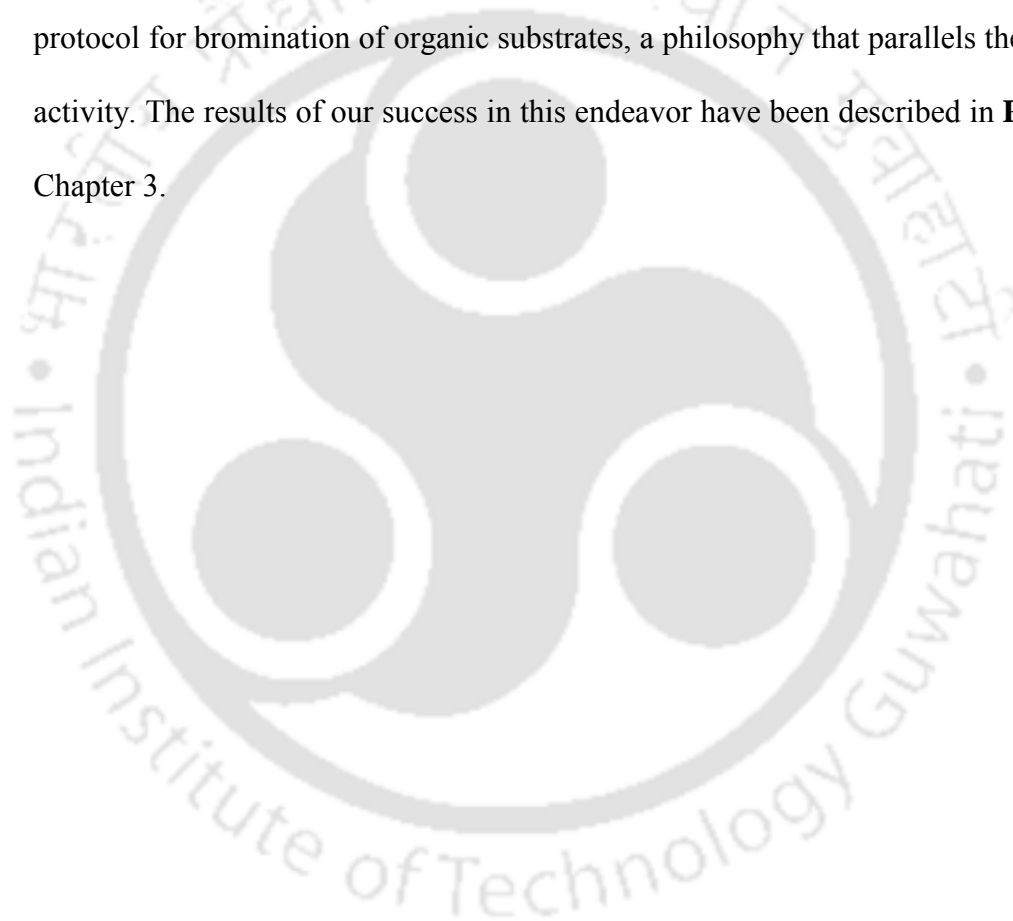 protocol for bromination of organic substrates, a philosophy that parallels the
activity. The results of our success in this endeavor have been described in
Chapter 3.
Indian Institute of Technology Guwahati